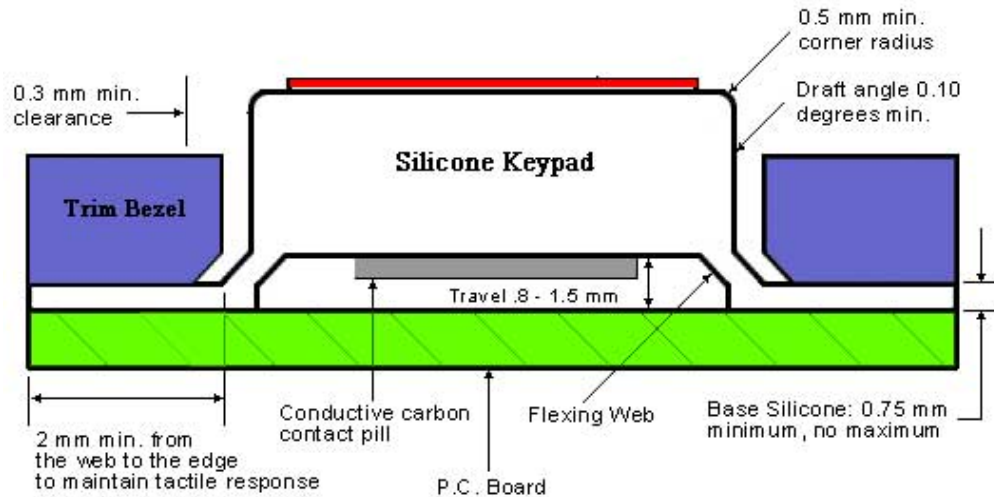 0.5 mm min.
corner radius
0.3 mm min.
clearance
Draft angle 0.10
degrees min.
Silicone Keypad
Trim Bezel
Travel .8 - 1.5 mm
Conductive carbon
contact pill
Flexing Web
Base Silicone: 0.75 mm
minimum, no maximum
2 mm min. from
the web to the edge
to maintain tactile response
P.C. Board